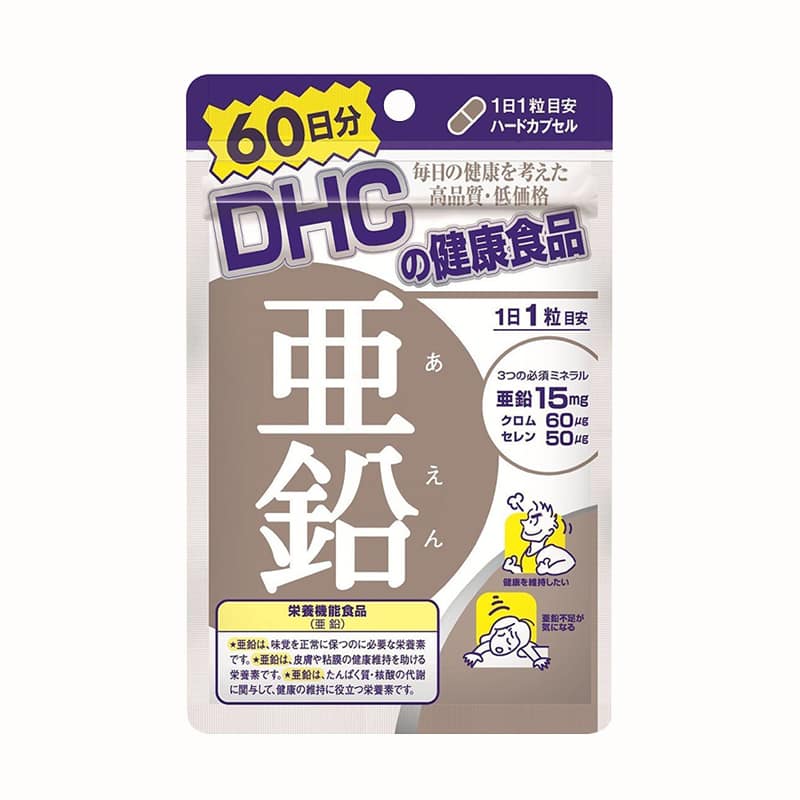 60日分
1日1粒目安
ハードカプセル
毎日の健康を考えた
高品質・低価格
DHC
の健康食品
亜鉛
あえん
1日1粒目安
3つの必須ミネラル
亜鉛15mg
クロム 60μg
セレン 50μg
健康を維持したい
亜鉛不足が
気になる
栄養機能食品
(亜鉛)
★亜鉛は、味覚を正常に保つのに必要な栄養素
です。★亜鉛は、皮膚や粘膜の健康維持を助ける
栄養素です。★亜鉛は、たんぱく質・核酸の代謝
に関与して、健康の維持に役立つ栄養素です。